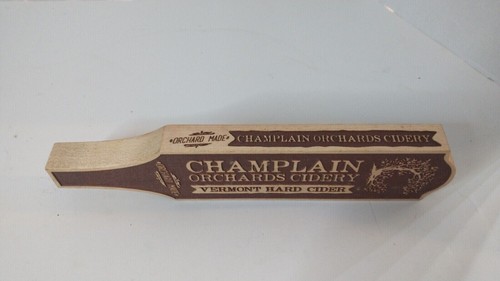 •ORCHARD MADE•
CHAMPLAIN ORCHARDS CIDERY
CHAMPLAIN
ORCHARDS CIDERY
VERMONT HARD CIDER